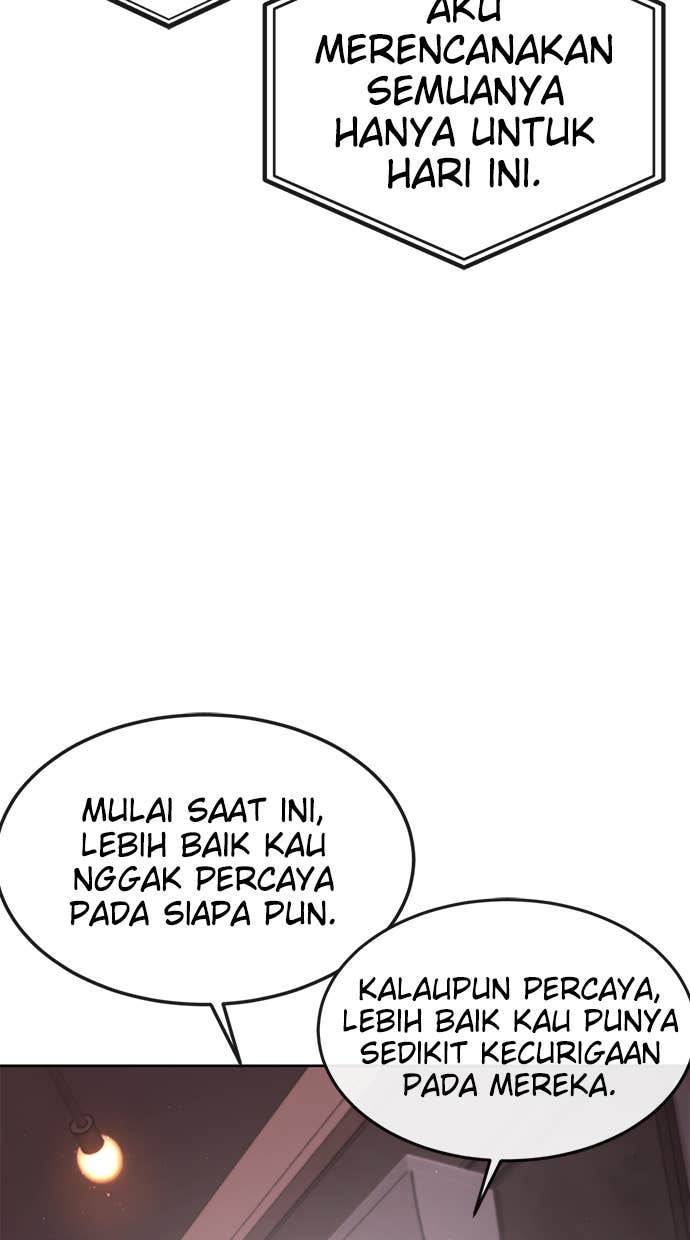 AKU
MERENCANAKAN
SEMUANYA
HANYA UNTUK
HARI INI.
MULAI SAAT INI,
LEBIH BAIK KAU
NGGAK PERCAYA
PADA SIAPA PUN.
KALAUPUN PERCAYA,
LEBIH BAIK KAU PUNYA
SEDIKIT KECURIGAAN
PADA MEREKA.